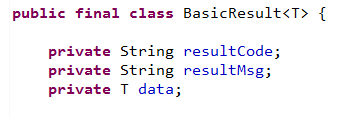 public final class BasicResult<T> {
private String resultCode;
private String resultMsg;
private T data;